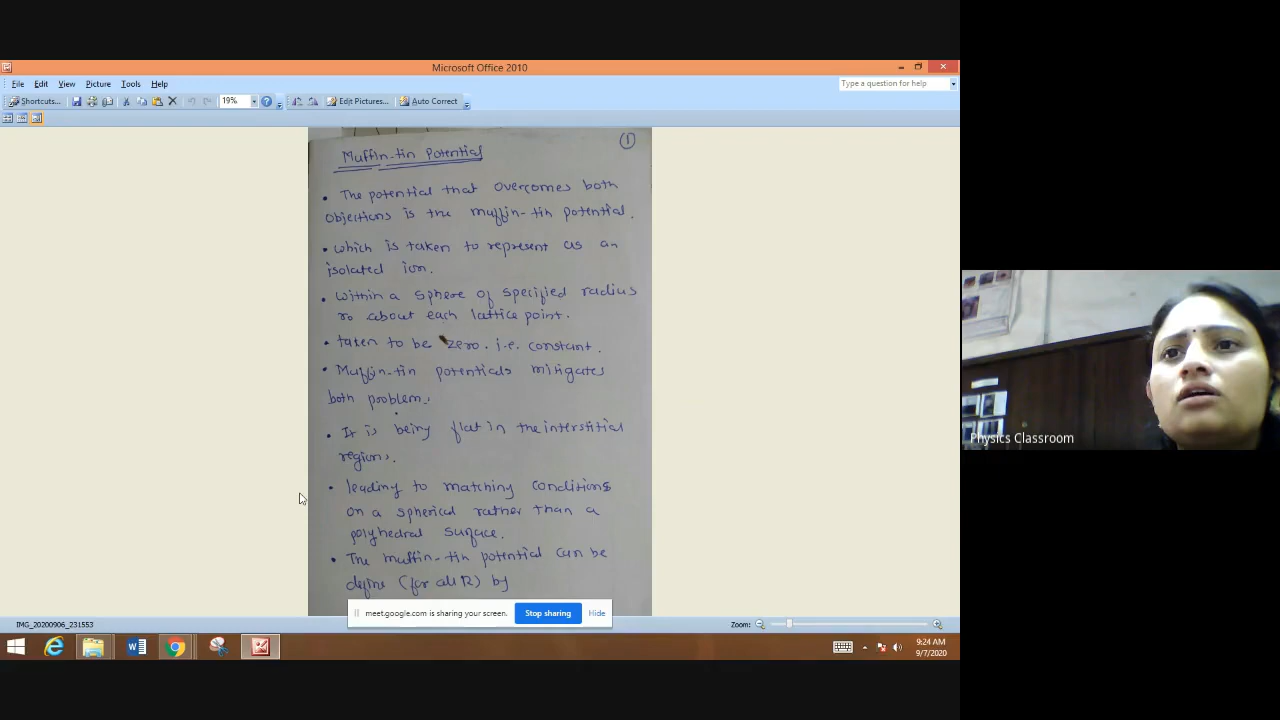 Microsoft Office 2010
File Edit View Picture Tools Help
Type a question for help
Shortcuts...
19%
Edit Pictures...
Auto Correct
1
Muffin-tin Potential
• The potential that overcomes both
objections is the muffin-tin potential.
• which is taken to represent as an
isolated ion.
• within a sphere of specified radius
r0 about each lattice point.
• taken to be zero. i.e. constant.
• Muffin-tin potentials mitigates
both problem.
• It is being flat in the interstitial
regions.
• leading to matching conditions
on a spherical rather than a
polyhedral surface.
• The muffin-tin potential can be
define (for all R) by
meet.google.com is sharing your screen.
Stop sharing
Hide
IMG_20200906_231553
Zoom:
9:24 AM
9/7/2020
Physics Classroom